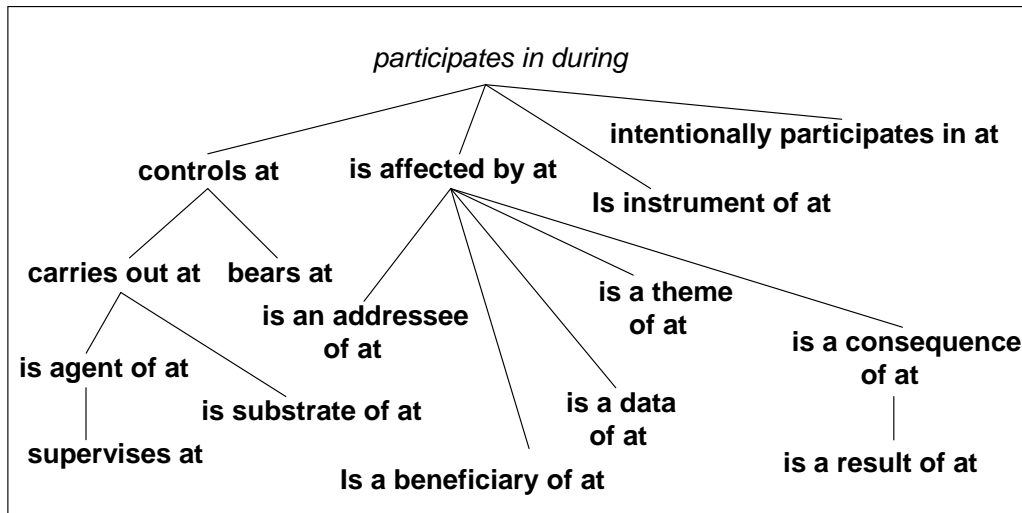 participates in during
intentionally participates in at
controls at
is affected by at
Is instrument of at
carries out at
bears at
is an addressee
of at
is a theme
of at
is a consequence
of at
is agent of at
is substrate of at
is a data
of at
supervises at
Is a beneficiary of at
is a result of at